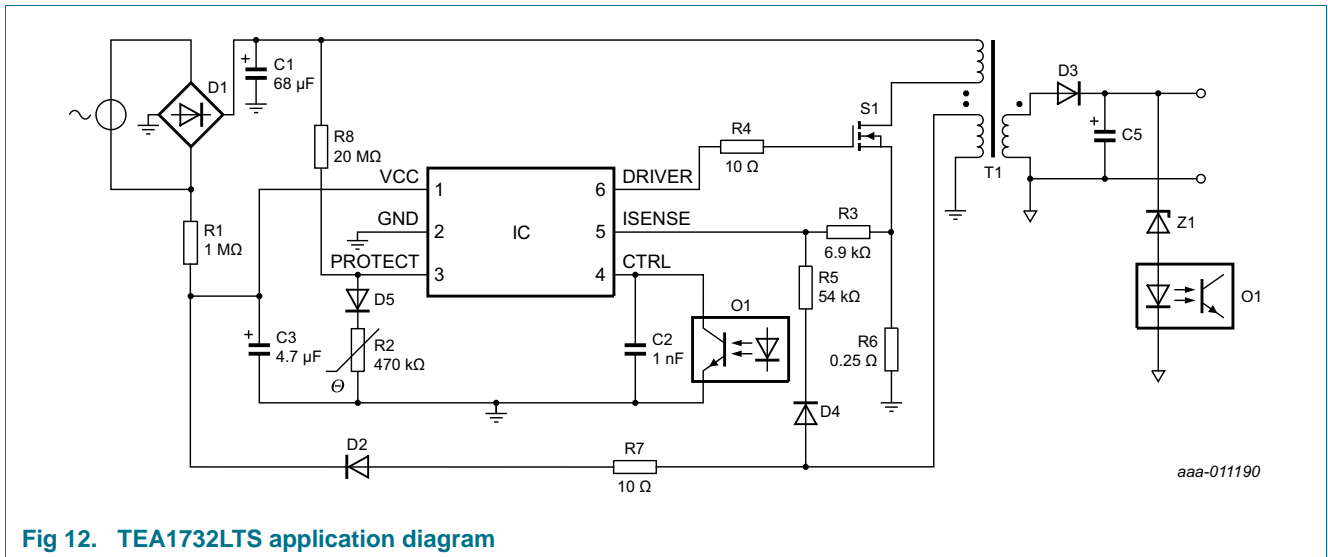 D1
+
C1
68 µF
~
R8
20 MΩ
VCC
1
GND
2
PROTECT
3
IC
6
DRIVER
5
ISENSE
4
CTRL
R4
10 Ω
S1
T1
D3
+
C5
Z1
O1
R1
1 MΩ
D5
R3
6.9 kΩ
R5
54 kΩ
+
C3
4.7 µF
R2
470 kΩ
Θ
C2
1 nF
O1
R6
0.25 Ω
D4
D2
R7
10 Ω
aaa-011190
Fig 12. TEA1732LTS application diagram